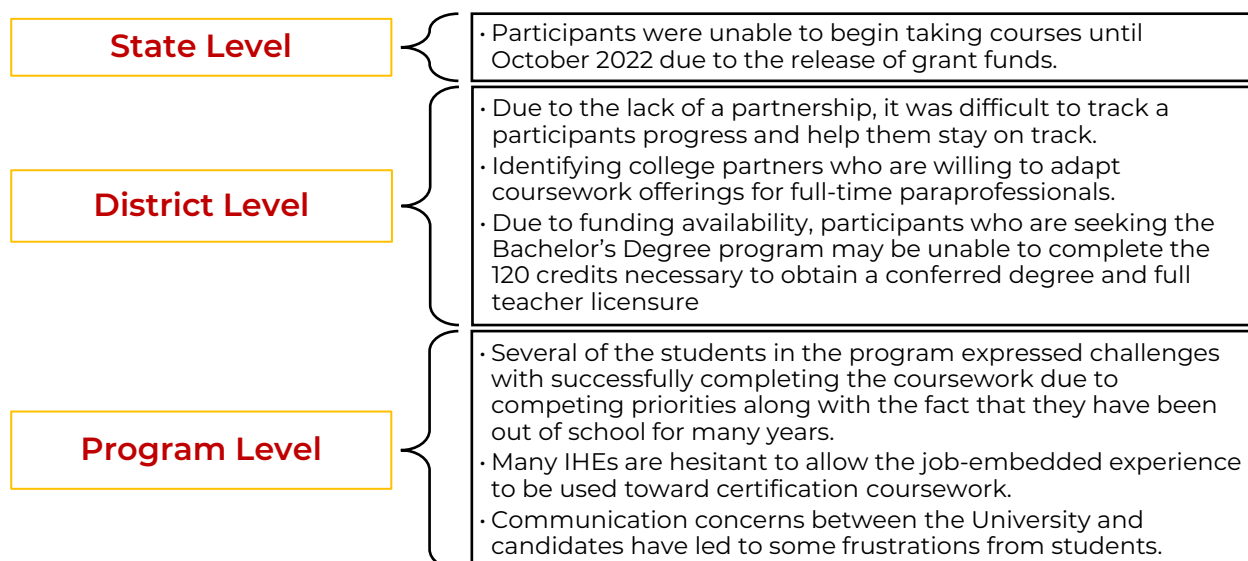 State Level
· Participants were unable to begin taking courses until
October 2022 due to the release of grant funds.
District Level
· Due to the lack of a partnership, it was difficult to track a
participants progress and help them stay on track.
· Identifying college partners who are willing to adapt
coursework offerings for full-time paraprofessionals.
· Due to funding availability, participants who are seeking the
Bachelor’s Degree program may be unable to complete the
120 credits necessary to obtain a conferred degree and full
teacher licensure
Program Level
· Several of the students in the program expressed challenges
with successfully completing the coursework due to
competing priorities along with the fact that they have been
out of school for many years.
· Many IHEs are hesitant to allow the job-embedded experience
to be used toward certification coursework.
· Communication concerns between the University and
candidates have led to some frustrations from students.